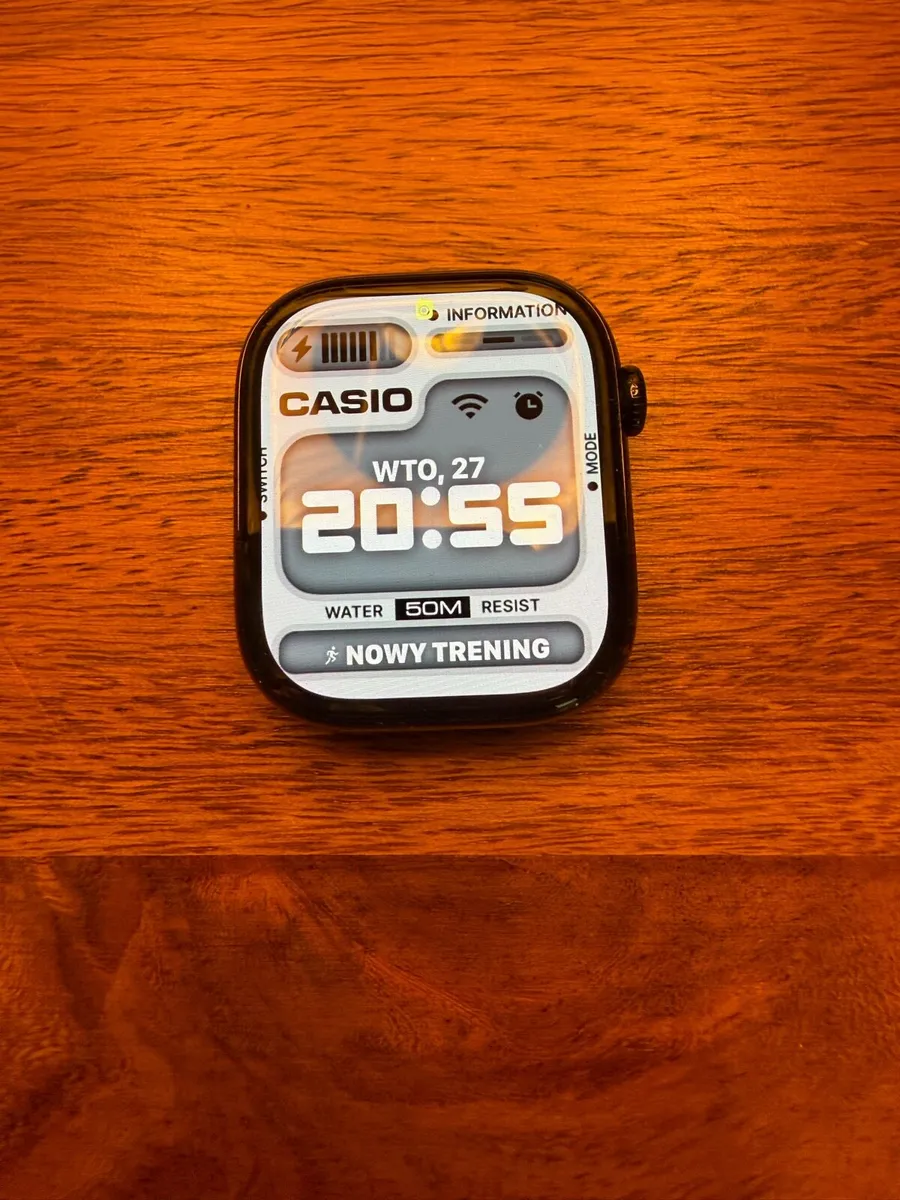 INFORMATION
CASIO
SWITCH
MODE
WTO, 27
20:55
WATER 50M RESIST
NOWY TRENING